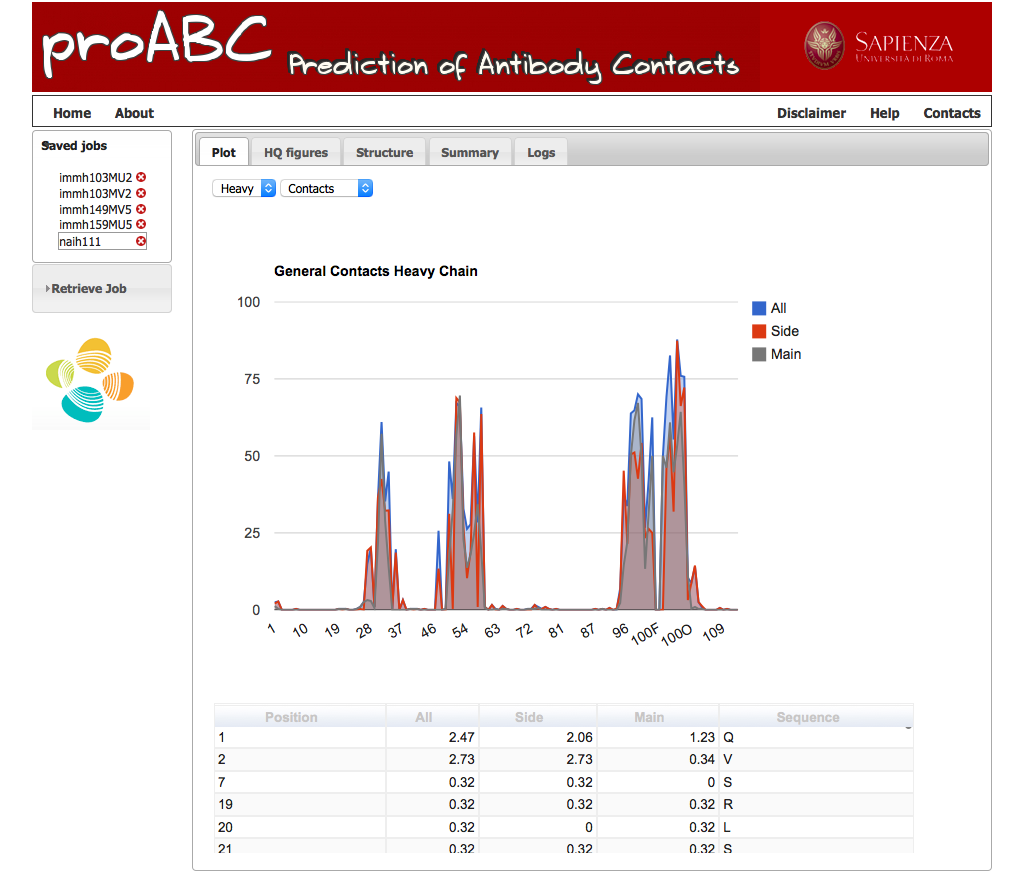 proABC Prediction of Antibody Contacts
SAPIENZA
UNIVERSITÀ DI ROMA
Home About Disclaimer Help Contacts
Saved jobs
immh103MU2
immh103MV2
immh149MV5
immh159MU5
naih111
Retrieve Job
Plot HQ figures Structure Summary Logs
Heavy Contacts
General Contacts Heavy Chain
100
75
50
25
0
1 10 19 28 37 46 54 63 72 81 87 96 100F 100O 109
All
Side
Main
Position All Side Main Sequence
1 2.47 2.06 1.23 Q
2 2.73 2.73 0.34 V
7 0.32 0.32 0 S
19 0.32 0.32 0.32 R
20 0.32 0 0.32 L
21 0.32 0.32 0.32 S